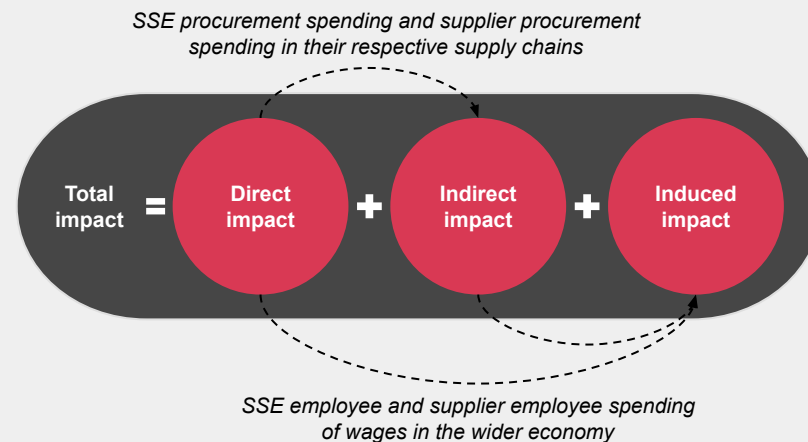 SSE procurement spending and supplier procurement
spending in their respective supply chains
Total
impact
=
Direct
impact
+
Indirect
impact
+
Induced
impact
SSE employee and supplier employee spending
of wages in the wider economy